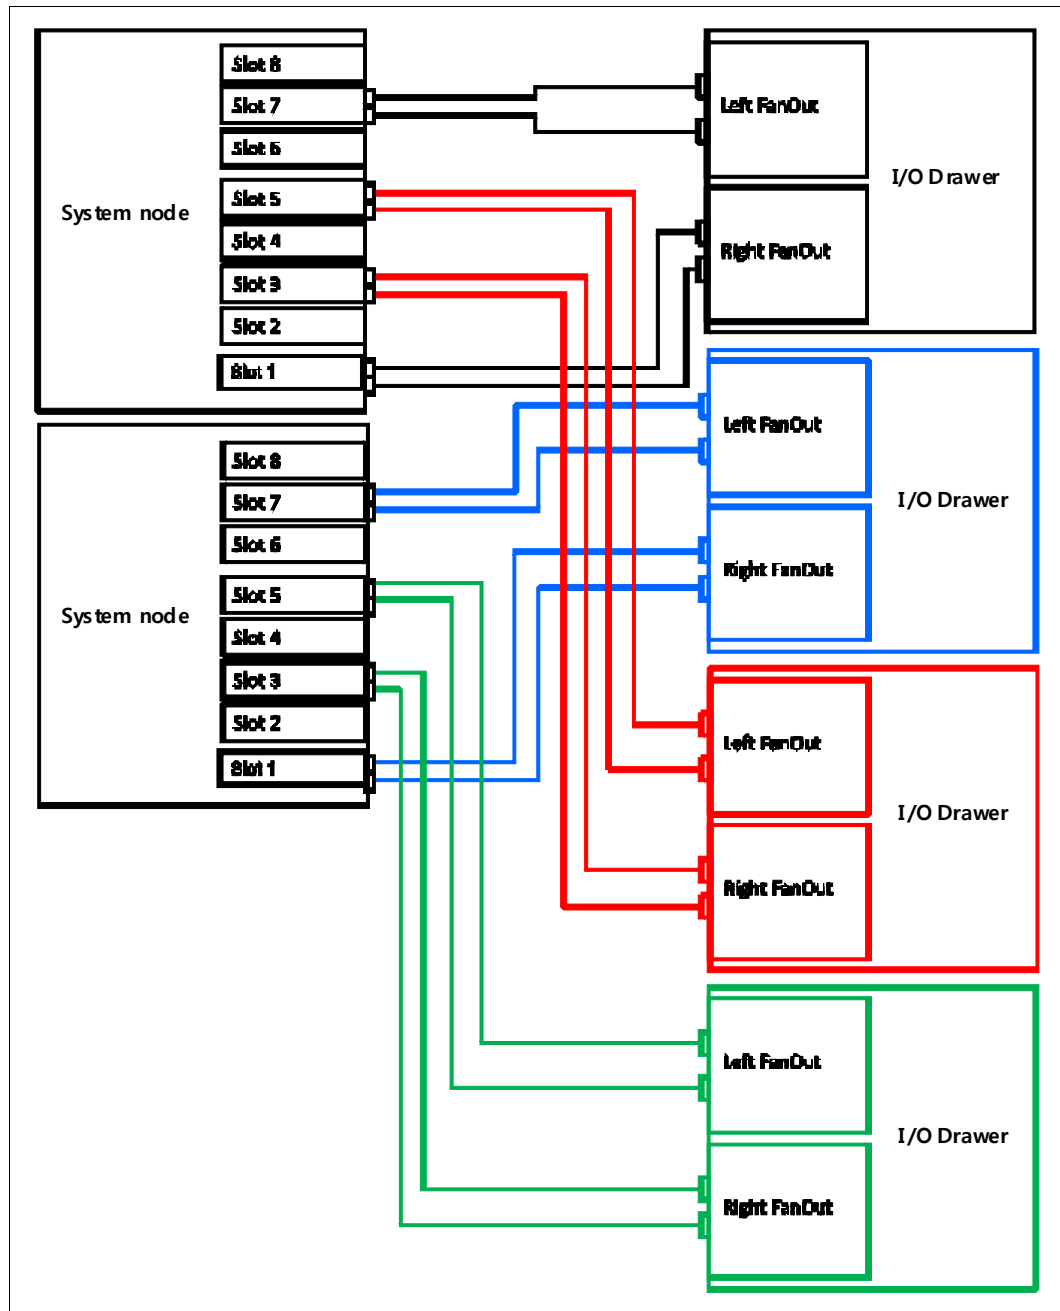 System node
Slot 8
Slot 7
Slot 6
Slot 5
Slot 4
Slot 3
Slot 2
Slot 1
System node
Slot 8
Slot 7
Slot 6
Slot 5
Slot 4
Slot 3
Slot 2
Slot 1
Left FanOut
Right FanOut
I/O Drawer
Left FanOut
Right FanOut
I/O Drawer
Left FanOut
Right FanOut
I/O Drawer
Left FanOut
Right FanOut
I/O Drawer